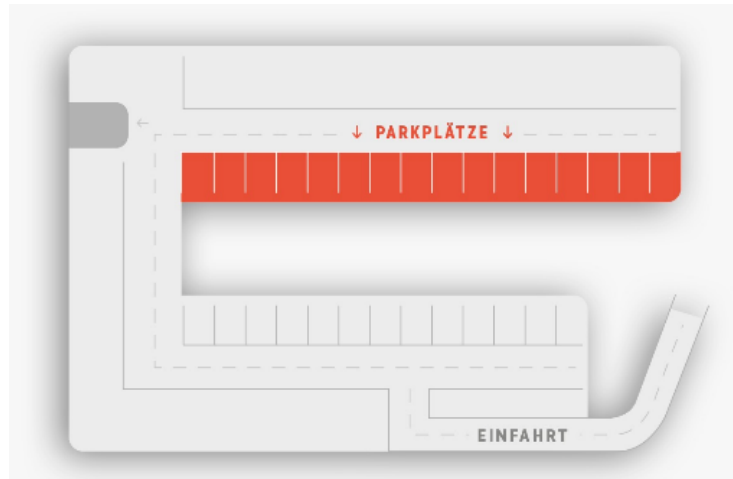 ↓ PARKPLÄTZE ↓
EINFAHRT